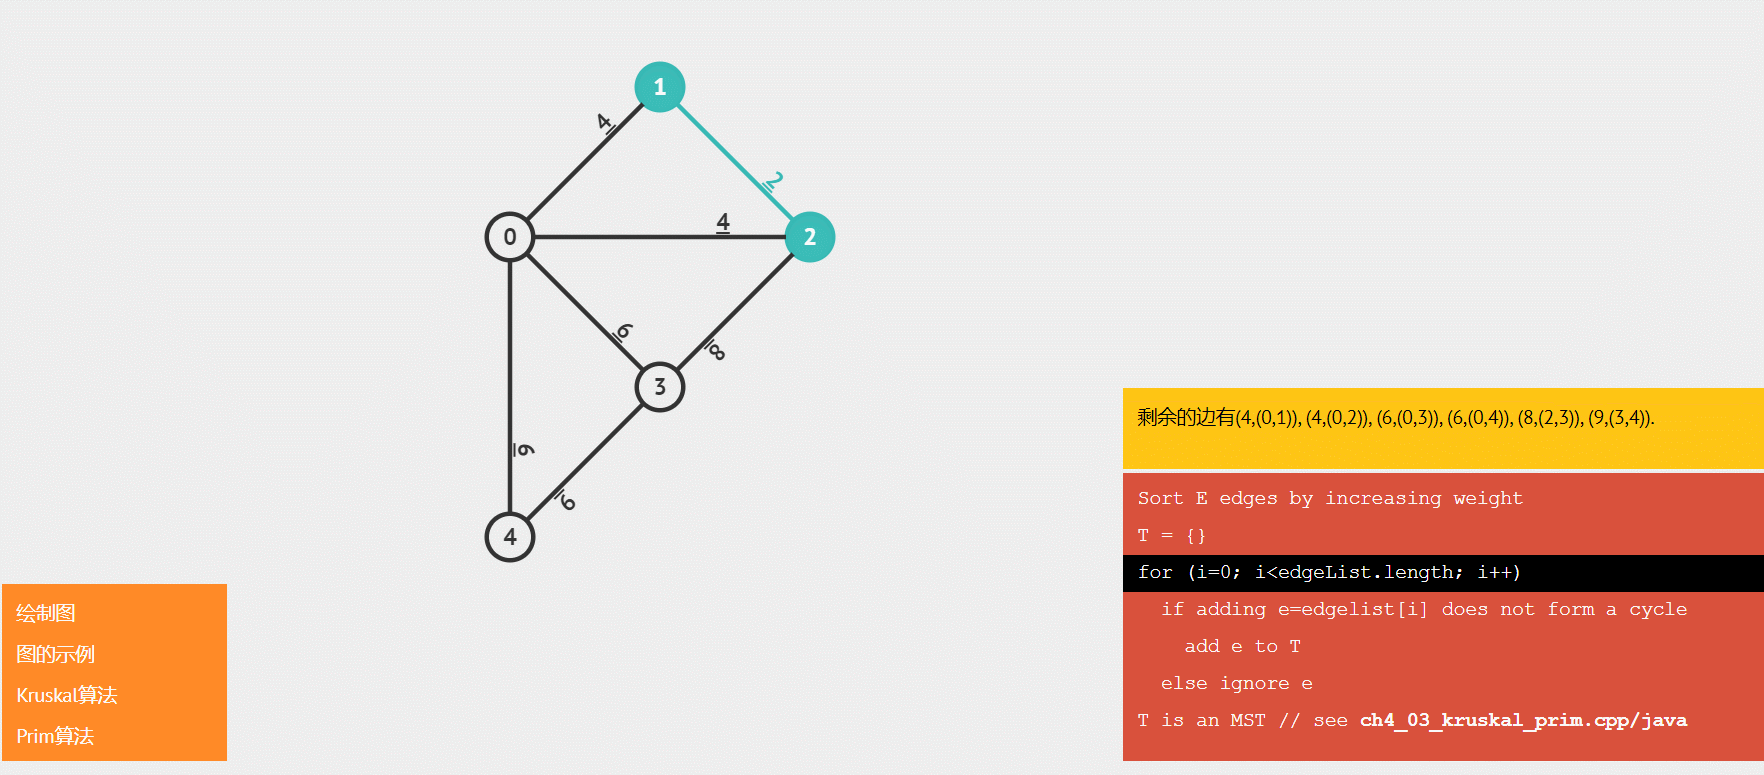 1
4
2
0
4
2
6
8
3
6
9
4
剩余的边有(4,(0,1)), (4,(0,2)), (6,(0,3)), (6,(0,4)), (8,(2,3)), (9,(3,4)).
Sort E edges by increasing weight
T = {}
for (i=0; i<edgeList.length; i++)
if adding e=edgelist[i] does not form a cycle
add e to T
else ignore e
T is an MST // see ch4_03_kruskal_prim.cpp/java
绘制图
图的示例
Kruskal算法
Prim算法